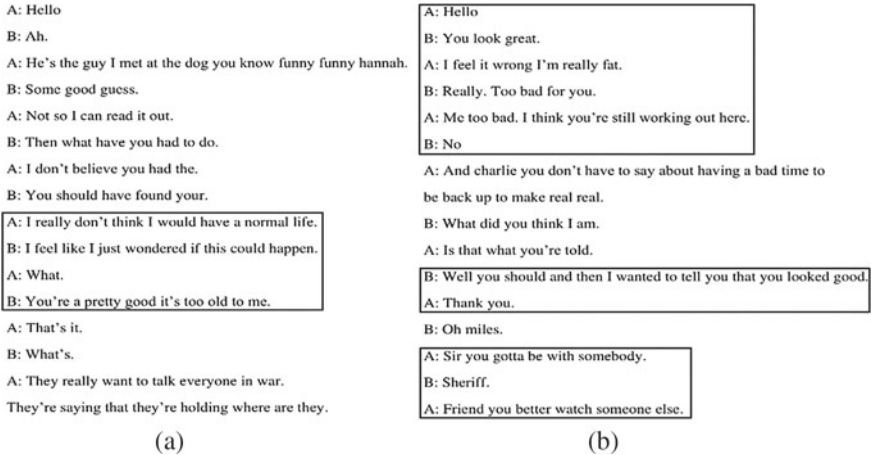 A: Hello
B: Ah.
A: He's the guy I met at the dog you know funny funny hannah.
B: Some good guess.
A: Not so I can read it out.
B: Then what have you had to do.
A: I don't believe you had the.
B: You should have found your.
A: I really don't think I would have a normal life.
B: I feel like I just wondered if this could happen.
A: What.
B: You're a pretty good it's too old to me.
A: That's it.
B: What's.
A: They really want to talk everyone in war.
They're saying that they're holding where are they.
(a)
A: Hello
B: You look great.
A: I feel it wrong I'm really fat.
B: Really. Too bad for you.
A: Me too bad. I think you're still working out here.
B: No
A: And charlie you don't have to say about having a bad time to
be back up to make real real.
B: What did you think I am.
A: Is that what you're told.
B: Well you should and then I wanted to tell you that you looked good.
A: Thank you.
B: Oh miles.
A: Sir you gotta be with somebody.
B: Sheriff.
A: Friend you better watch someone else.
(b)